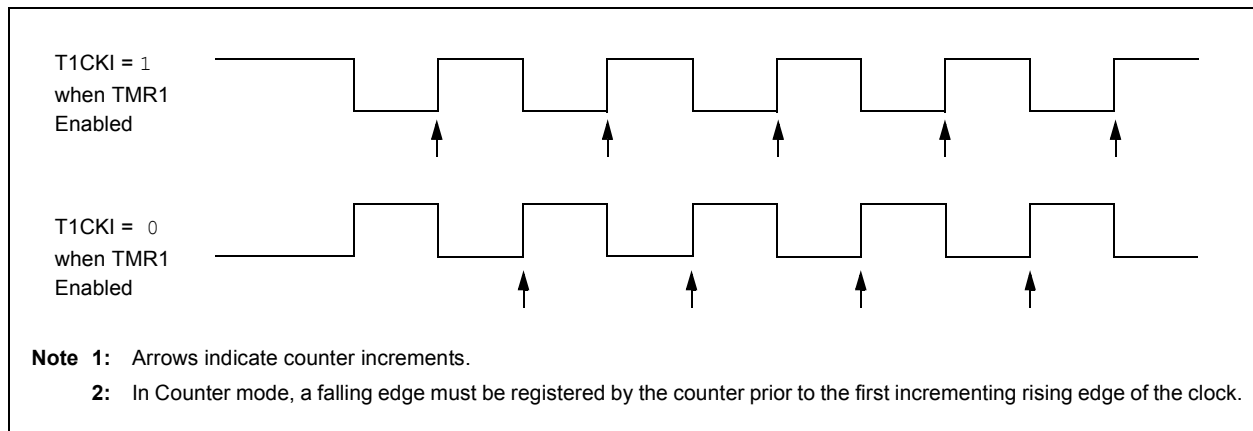 T1CKI = 1
when TMR1
Enabled
T1CKI = 0
when TMR1
Enabled
Note 1: Arrows indicate counter increments.
2: In Counter mode, a falling edge must be registered by the counter prior to the first incrementing rising edge of the clock.